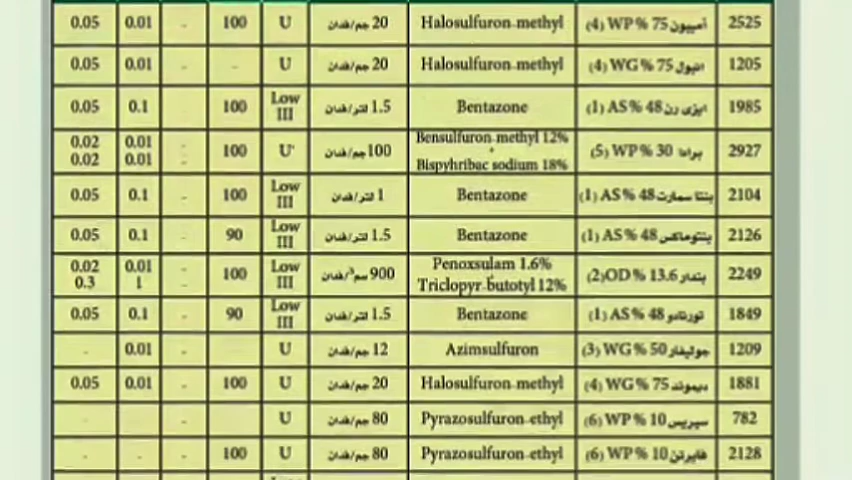 2525 أمبيون 75 %WP (4) Halosulfuron-methyl 20 جم/فدان U 100 - 0.01 0.05
1205 75 %WG (4) Halosulfuron-methyl 20 جم/فدان U - - 0.01 0.05
1985 ايزى رن 48 %AS (1) Bentazone 1.5 لتر/فدان Low III 100 - 0.1 0.05
2927 30 %WP (5) Bensulfuron-methyl 12% + Bispyhribac sodium 18% 100 جم/فدان U 100 - - 0.01 0.01 0.02 0.02
2104 بنتا سمارت 48 %AS (1) Bentazone 1 لتر/فدان Low III 100 - 0.1 0.05
2126 بنتوماكس 48 %AS (1) Bentazone 1.5 لتر/فدان Low III 90 - 0.1 0.05
2249 13.6 %OD (2) Penoxsulam 1.6% Triclopyr-butotyl 12% 900 سم³/فدان Low III 100 - - 0.01 1 0.02 0.3
1849 تورنادو 48 %AS (1) Bentazone 1.5 لتر/فدان Low III 90 - 0.1 0.05
1209 50 %WG (3) Azimsulfuron 12 جم/فدان U 0.01 -
1881 ديموند 75 %WG (4) Halosulfuron-methyl 20 جم/فدان U 100 - 0.01 0.05
782 سيريس 10 %WP (6) Pyrazosulfuron-ethyl 80 جم/فدان U - -
2128 10 %WP (6) Pyrazosulfuron-ethyl 80 جم/فدان U 100 - - -